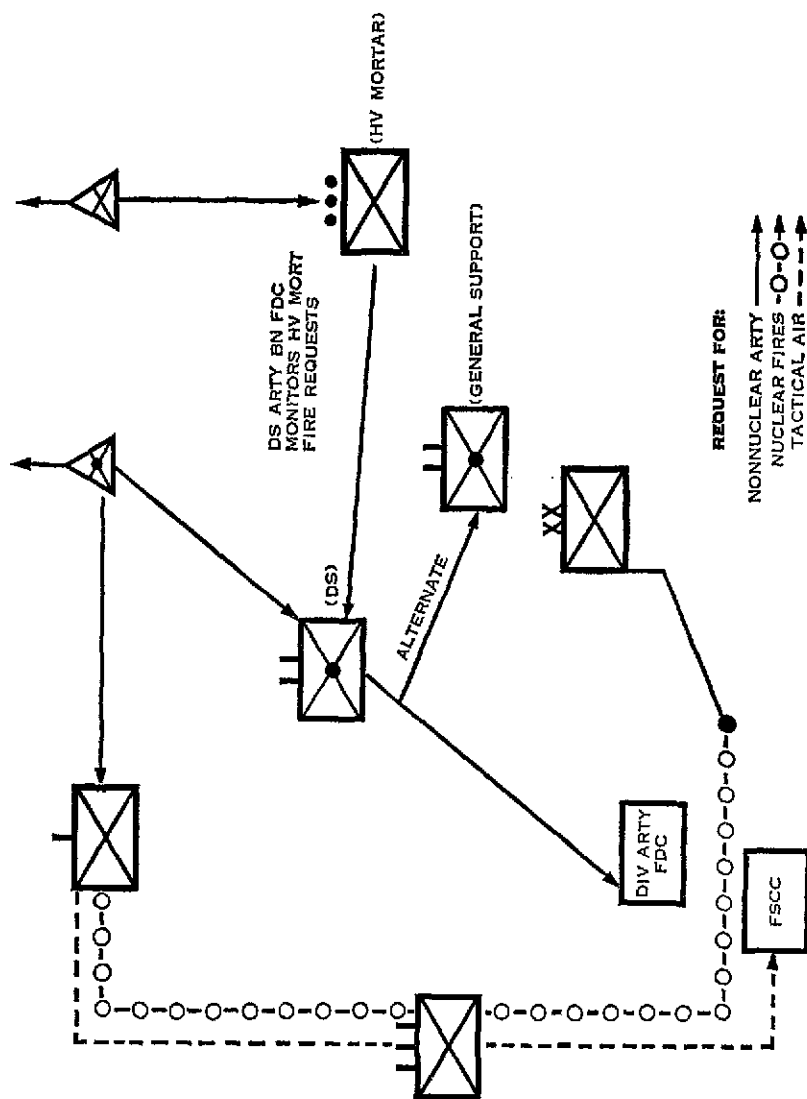 (HV MORTAR)
DS ARTY BN FDC
MONITORS HV MORT
FIRE REQUESTS
(DS)
ALTERNATE
(GENERAL SUPPORT)
XX
DIV ARTY
FDC
FSCC
REQUEST FOR:
NONNUCLEAR ARTY
NUCLEAR FIRES
TACTICAL AIR